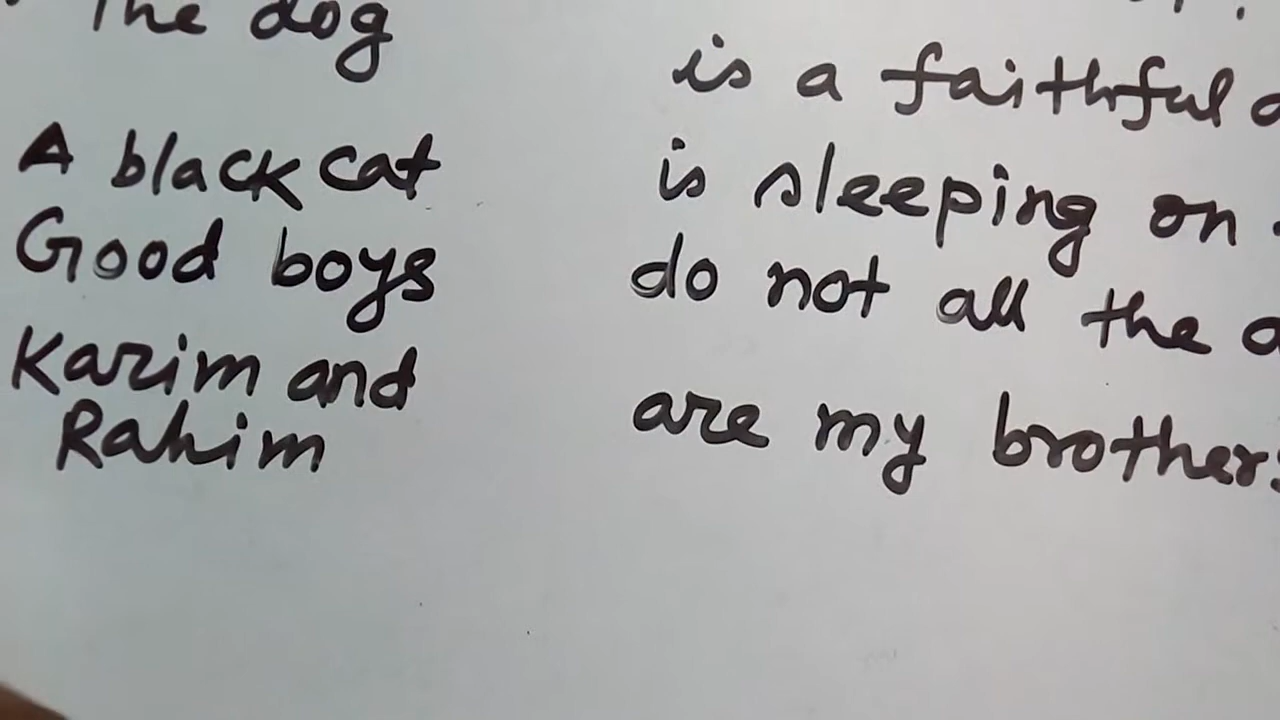 The dog
is a faithful
A black cat
is sleeping on
Good boys
do not all the
Karim and
Rahim
are my brothers